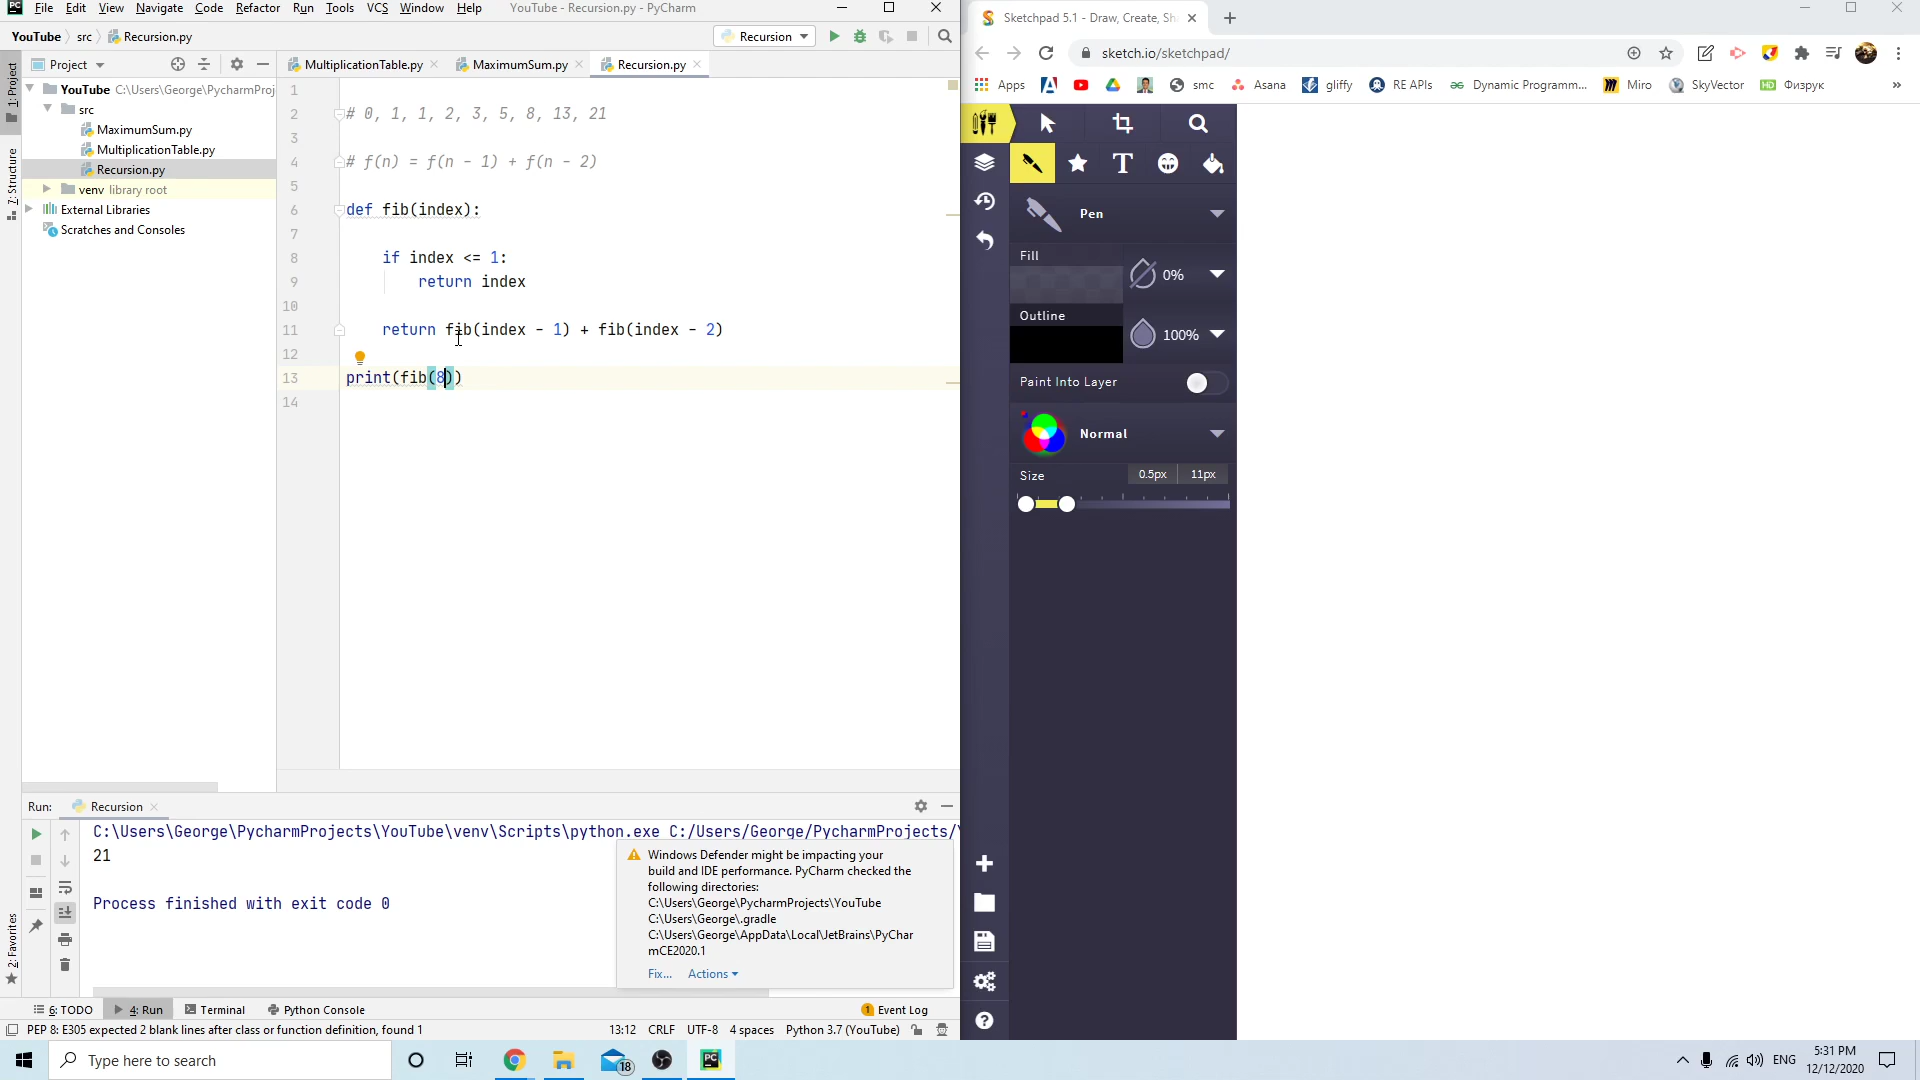 File Edit View Navigate Code Refactor Run Tools VCS Window Help YouTube - Recursion.py - PyCharm
YouTube src Recursion.py Recursion
Project MultiplicationTable.py MaximumSum.py Recursion.py
1: Project
Z: Structure
2: Favorites
YouTube C:\Users\George\PycharmProj
src
MaximumSum.py
MultiplicationTable.py
Recursion.py
venv library root
External Libraries
Scratches and Consoles
1
2 # 0, 1, 1, 2, 3, 5, 8, 13, 21
3
4 # f(n) = f(n - 1) + f(n - 2)
5
6 def fib(index):
7
8 if index <= 1:
9 return index
10
11 return fib(index - 1) + fib(index - 2)
12
13 print(fib(8))
14
Run: Recursion
C:\Users\George\PycharmProjects\YouTube\venv\Scripts\python.exe C:/Users/George/PycharmProjects/
21
Process finished with exit code 0
Windows Defender might be impacting your
build and IDE performance. PyCharm checked the
following directories:
C:\Users\George\PycharmProjects\YouTube
C:\Users\George\.gradle
C:\Users\George\AppData\Local\JetBrains\PyChar
mCE2020.1
Fix... Actions
6: TODO 4: Run Terminal Python Console 1 Event Log
PEP 8: E305 expected 2 blank lines after class or function definition, found 1 13:12 CRLF UTF-8 4 spaces Python 3.7 (YouTube)
Sketchpad 5.1 - Draw, Create, Sh
sketch.io/sketchpad/
Apps smc Asana gliffy RE APIs Dynamic Programm... Miro SkyVector HD Физрук »
Pen
Fill
0%
Outline
100%
Paint Into Layer
Normal
Size 0.5px 11px
Type here to search
18
ENG
5:31 PM
12/12/2020